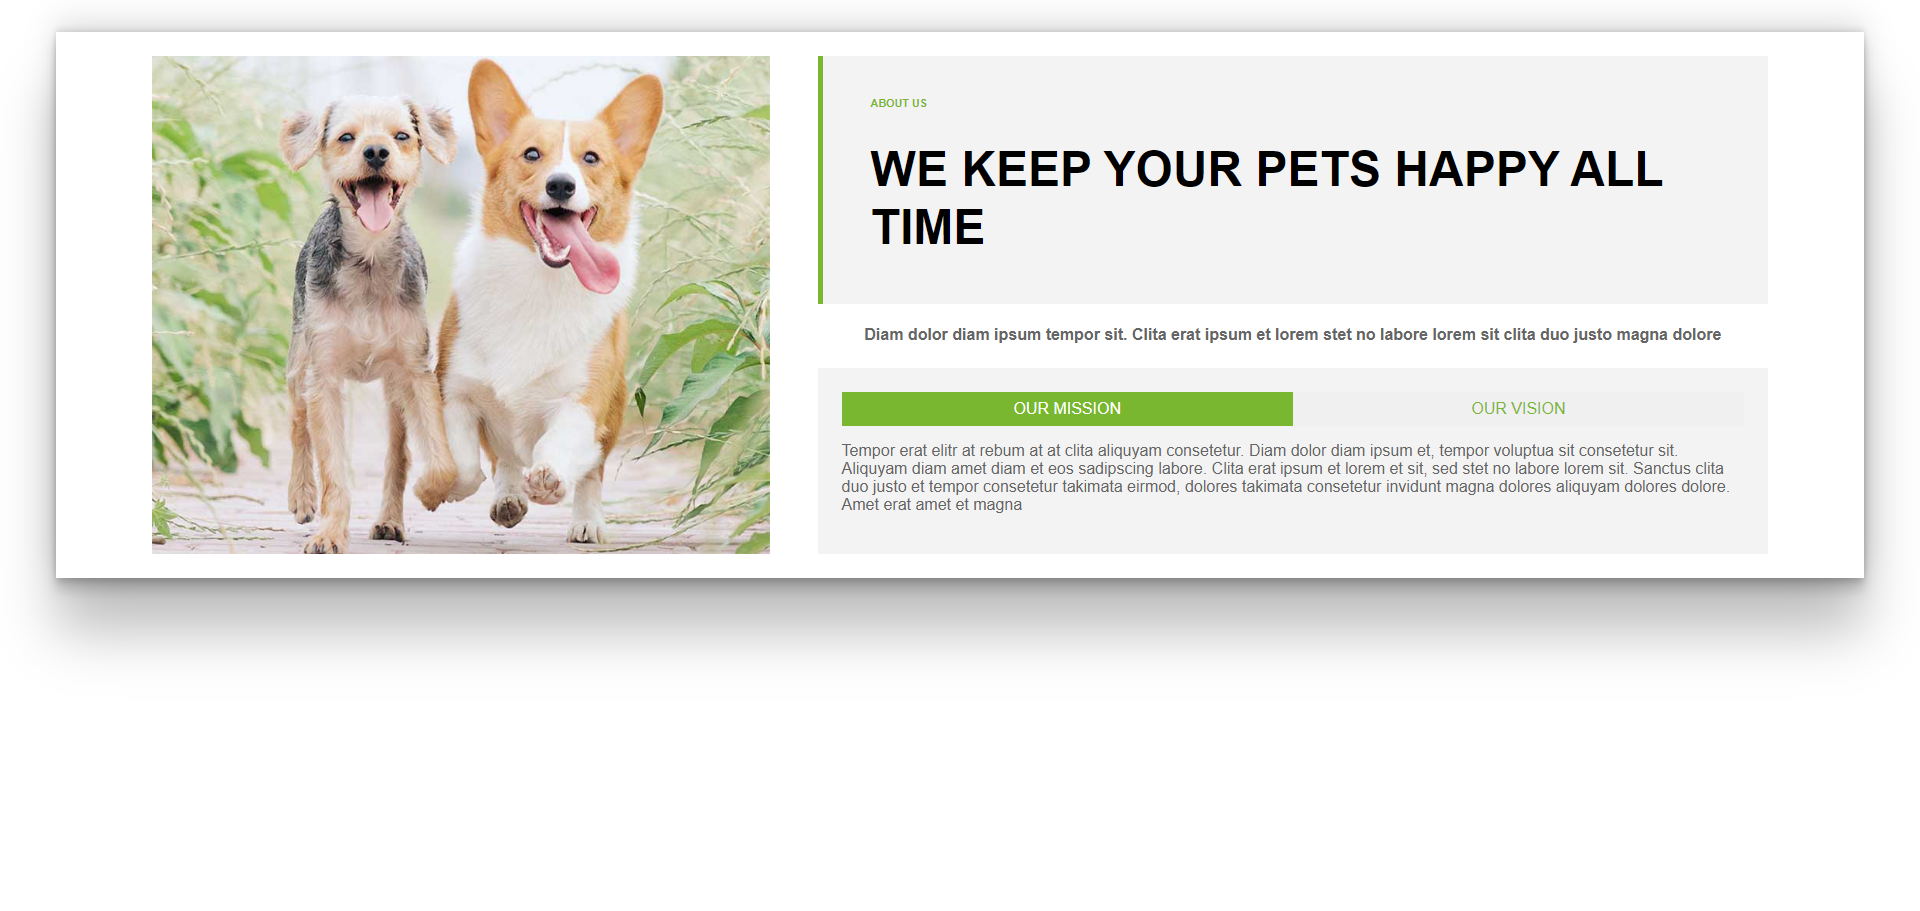 ABOUT US
WE KEEP YOUR PETS HAPPY ALL
TIME
Diam dolor diam ipsum tempor sit. Clita erat ipsum et lorem stet no labore lorem sit clita duo justo magna dolore
OUR MISSION
OUR VISION
Tempor erat elitr at rebum at at clita aliquyam consetetur. Diam dolor diam ipsum et, tempor voluptua sit consetetur sit.
Aliquyam diam amet diam et eos sadipscing labore. Clita erat ipsum et lorem et sit, sed stet no labore lorem sit. Sanctus clita
duo justo et tempor consetetur takimata eirmod, dolores takimata consetetur invidunt magna dolores aliquyam dolores dolore.
Amet erat amet et magna